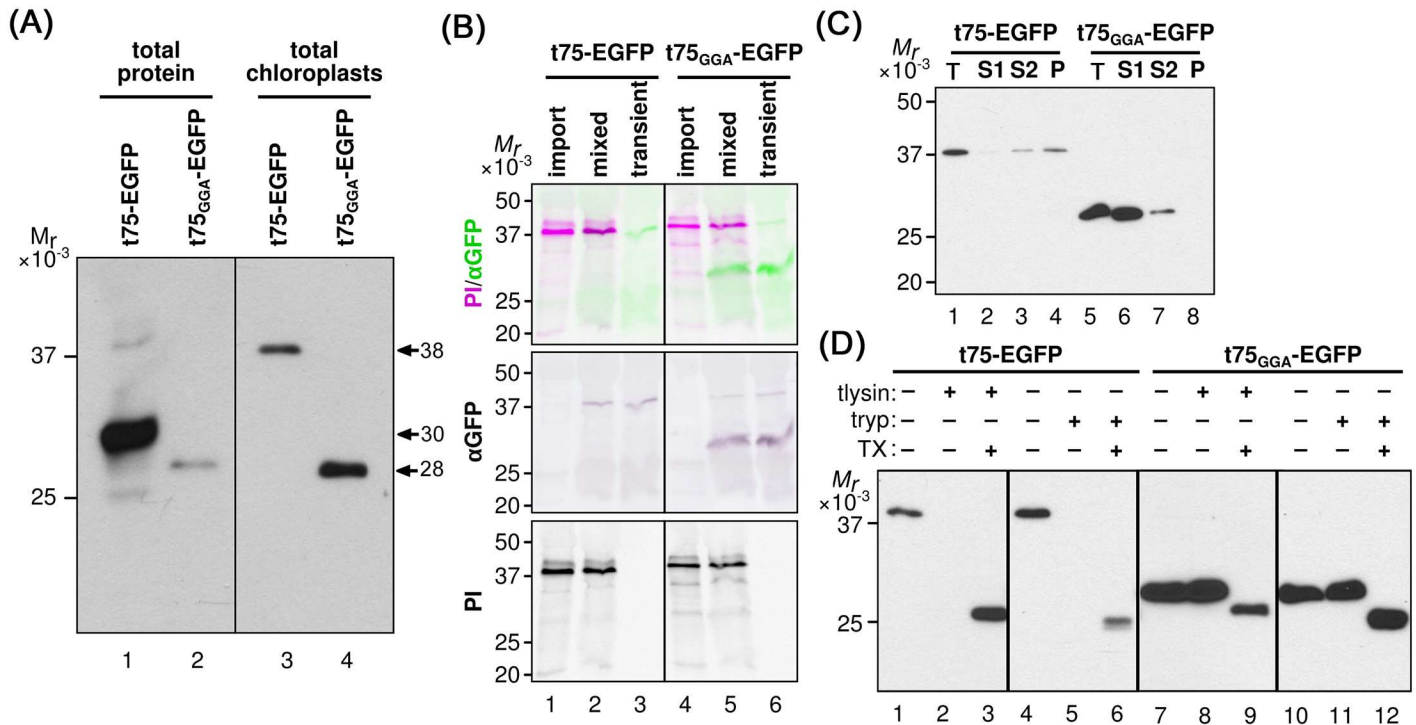 (A)
total protein
total chloroplasts
t75-EGFP
t75GGA-EGFP
t75-EGFP
t75GGA-EGFP
Mr
×10-3
37
25
38
30
28
1 2 3 4
(B)
t75-EGFP t75GGA-EGFP
import
mixed
transient
import
mixed
transient
Mr
×10-3
PI/αGFP
50
37
25
20
αGFP
50
37
25
20
PI
50
37
25
20
1 2 3 4 5 6
(C)
t75-EGFP t75GGA-EGFP
Mr
×10-3
T S1 S2 P T S1 S2 P
50
37
25
20
1 2 3 4 5 6 7 8
(D)
t75-EGFP t75GGA-EGFP
tlysin: – + + – – – – + + – – –
tryp: – – – – + + – – – – + +
TX: – – + – – + – – + – – +
Mr
×10-3
37
25
1 2 3 4 5 6 7 8 9 10 11 12